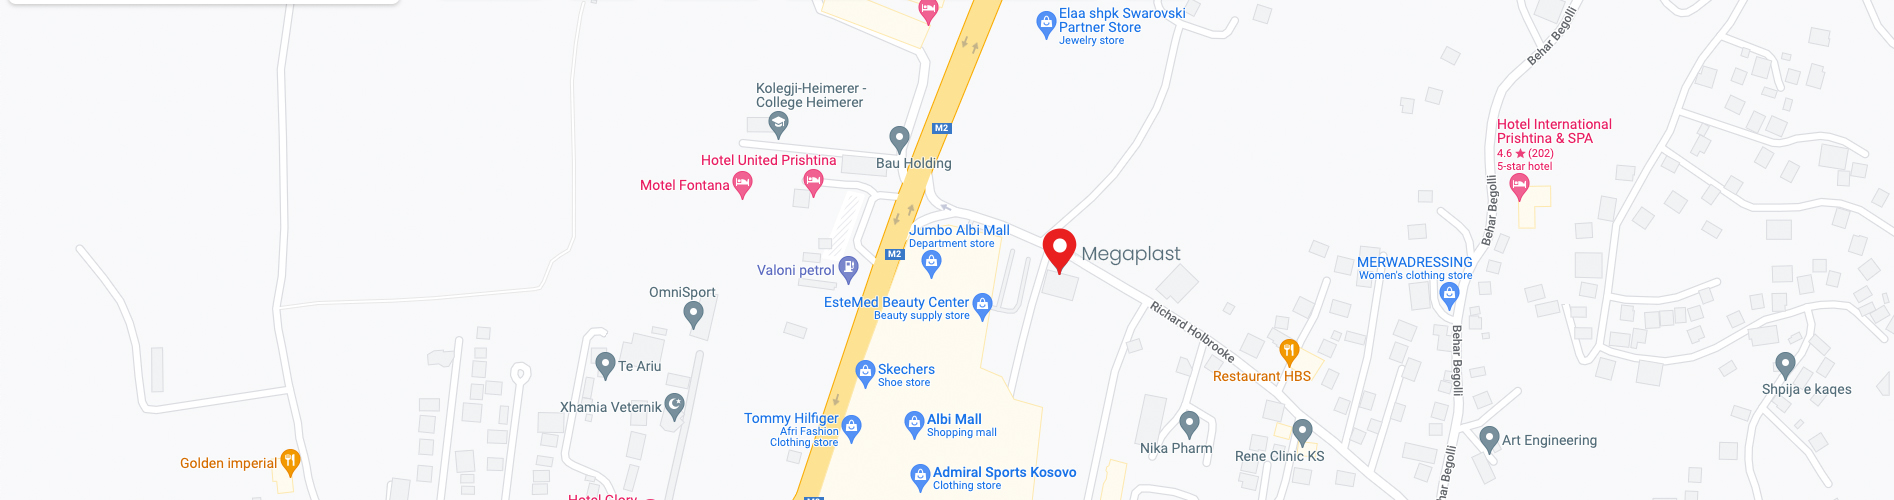 Elaa shpk Swarovski
Partner Store
Jewelry store
Behar Begolli
Kolegji-Heimerer -
College Heimerer
M2
Hotel International
Prishtina & SPA
4.6 ★ (202)
5-star hotel
Bau Holding
Hotel United Prishtina
Motel Fontana
Behar Begolli
Jumbo Albi Mall
Department store
M2
Megaplast
Valoni petrol
MERWADRESSING
Women's clothing store
OmniSport
EsteMed Beauty Center
Beauty supply store
Richard Holbrooke
Behar Begolli
Te Ariu
Skechers
Shoe store
Restaurant HBS
Shpija e kaqes
Xhamia Veternik
Tommy Hilfiger
Afri Fashion
Clothing store
Albi Mall
Shopping mall
Nika Pharm
Rene Clinic KS
Art Engineering
Golden imperial
Admiral Sports Kosovo
Clothing store
har Begolli
Hotel Glory